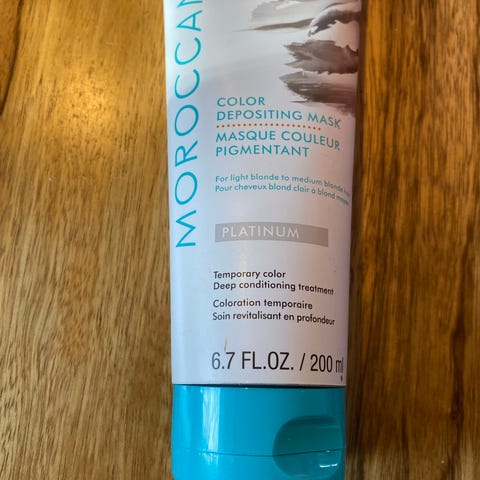 MOROCCAN
COLOR
DEPOSITING MASK
MASQUE COULEUR
PIGMENTANT
For light blonde to medium blonde
Pour cheveux blond clair à blond
PLATINUM
Temporary color
Deep conditioning treatment
Coloration temporaire
Soin revitalisant en profondeur
6.7 FL.OZ. / 200 ml